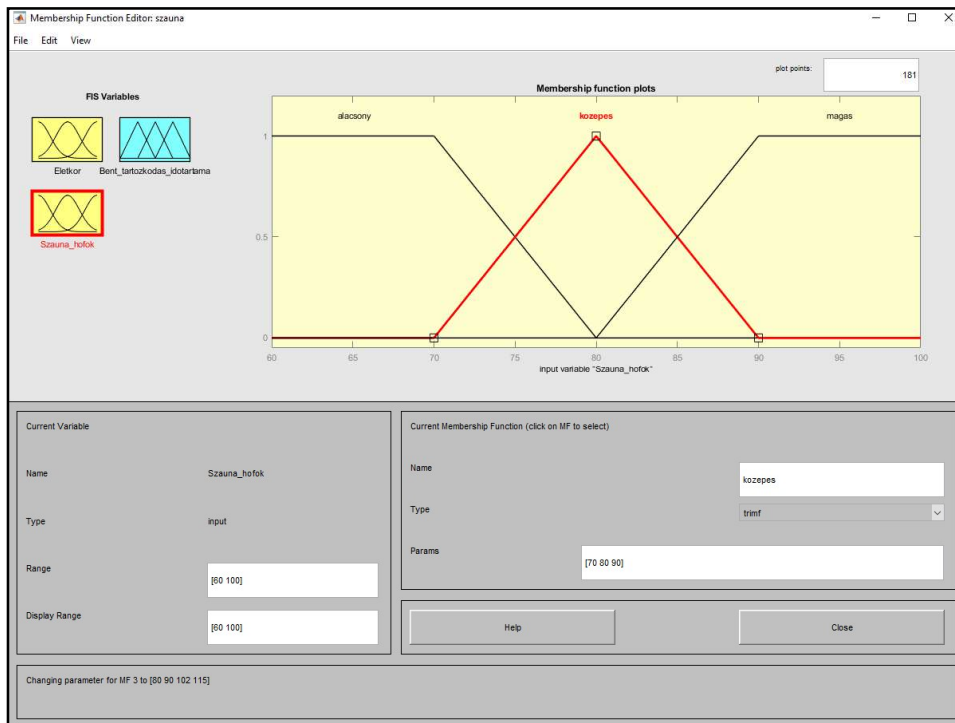 Membership Function Editor: szauna
File Edit View
plot points: 181
FIS Variables
Eletkor
Bent_tartozkodas_idotartama
Szauna_hofok
Membership function plots
alacsony kozepes magas
1
0.5
0
60 65 70 75 80 85 90 95 100
input variable "Szauna_hofok"
Current Variable
Name Szauna_hofok
Type input
Range [60 100]
Display Range [60 100]
Current Membership Function (click on MF to select)
Name kozepes
Type trimf
Params [70 80 90]
Help Close
Changing parameter for MF 3 to [80 90 102 115]